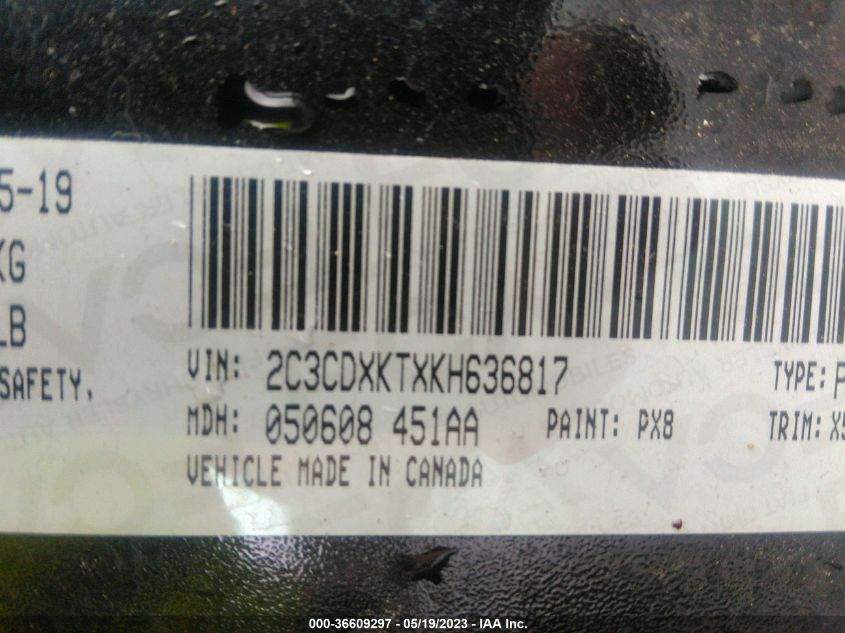 5-19
KG
LB
SAFETY,
VIN: 2C3CDXKTXKH636817 TYPE: P
MDH: 050608 451AA PAINT: PX8 TRIM: X5
VEHICLE MADE IN CANADA
000-36609297 - 05/19/2023 - IAA Inc.